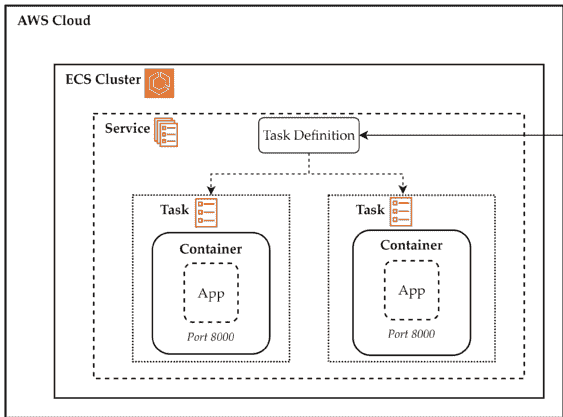 AWS Cloud
ECS Cluster
Service
Task Definition
Task
Task
Container
Container
App
App
Port 8000
Port 8000